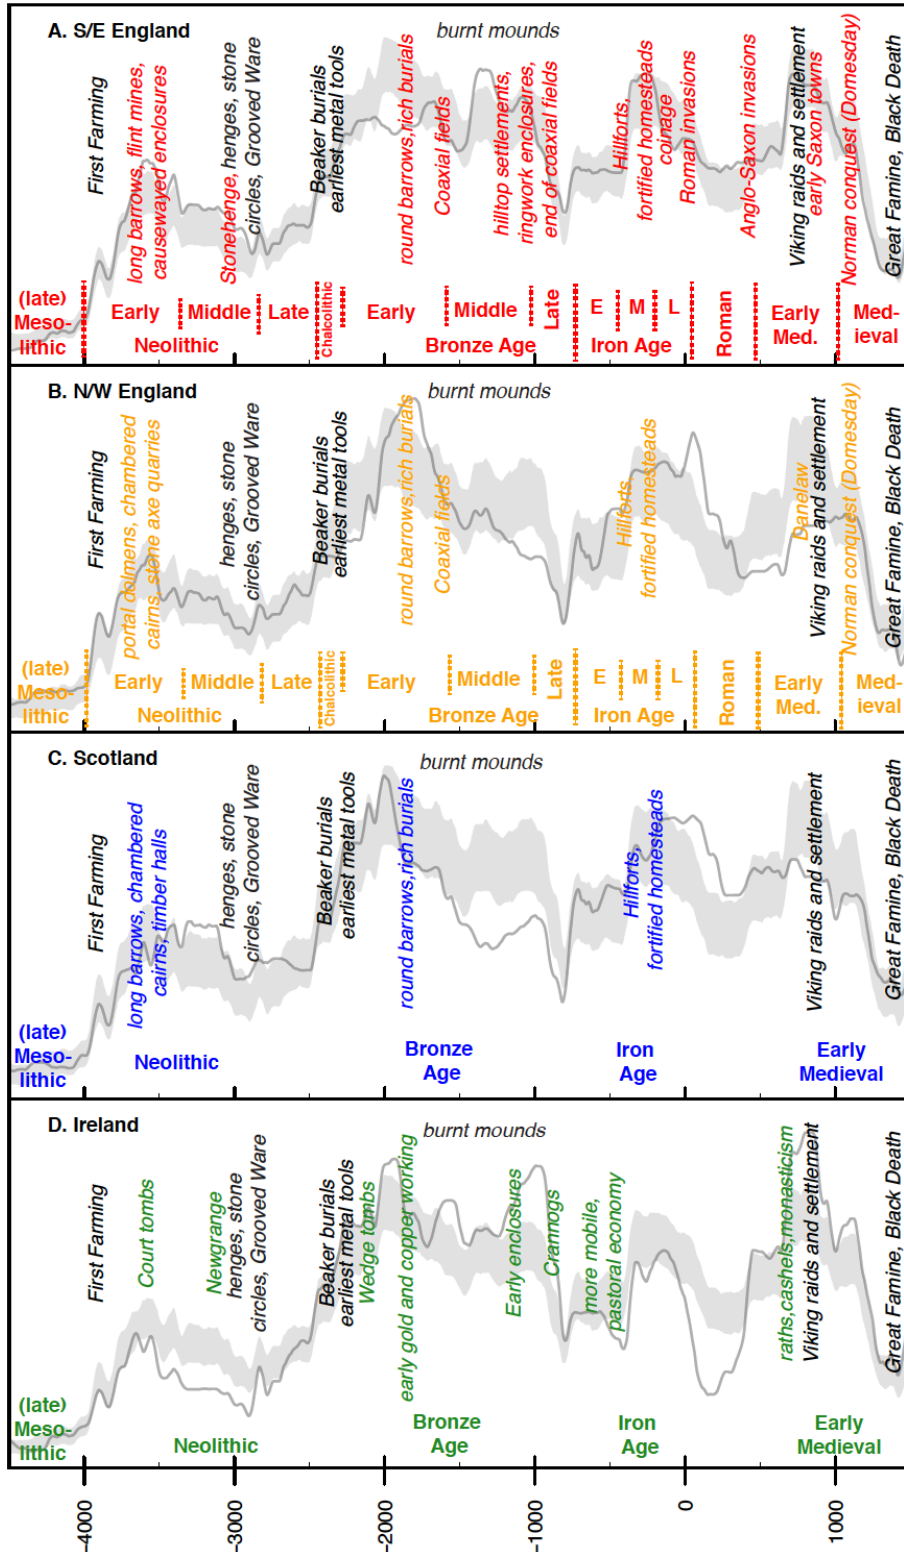 A. S/E England
burnt mounds
First Farming
long barrows, flint mines,
causewayed enclosures
Stonehenge, henges, stone
circles, Grooved Ware
Beaker burials
earliest metal tools
round barrows,rich burials
Coaxial fields
hilltop settlements,
ringwork enclosures,
end of coaxial fields
Hillforts,
fortified homesteads
coinage
Roman invasions
Anglo-Saxon invasions
Viking raids and settlement
early Saxon towns
Norman conquest (Domesday)
Great Famine, Black Death
(late)
Meso-
lithic
Early
Middle
Late
Neolithic
Chalcolithic
Early
Middle
Late
Bronze Age
E
M
L
Iron Age
Roman
Early
Med.
Med-
ieval
B. N/W England
burnt mounds
First Farming
portal dolmens, chambered
cairns, stone axe quarries
henges, stone
circles, Grooved Ware
Beaker burials
earliest metal tools
round barrows,rich burials
Coaxial fields
Hillforts,
fortified homesteads
Danelaw
Viking raids and settlement
Norman conquest (Domesday)
Great Famine, Black Death
(late)
Meso-
lithic
Early
Middle
Late
Neolithic
Chalcolithic
Early
Middle
Late
Bronze Age
E
M
L
Iron Age
Roman
Early
Med.
Med-
ieval
C. Scotland
burnt mounds
First Farming
long barrows, chambered
cairns, timber halls
henges, stone
circles, Grooved Ware
Beaker burials
earliest metal tools
round barrows,rich burials
Hillforts,
fortified homesteads
Viking raids and settlement
Great Famine, Black Death
(late)
Meso-
lithic
Neolithic
Bronze
Age
Iron
Age
Early
Medieval
D. Ireland
burnt mounds
First Farming
Court tombs
Newgrange
henges, stone
circles, Grooved Ware
Beaker burials
earliest metal tools
Wedge tombs
early gold and copper working
Early enclosures
Crannogs
more mobile,
pastoral economy
raths,cashels,monasticism
Viking raids and settlement
Great Famine, Black Death
(late)
Meso-
lithic
Neolithic
Bronze
Age
Iron
Age
Early
Medieval
-4000
-3000
-2000
-1000
0
1000